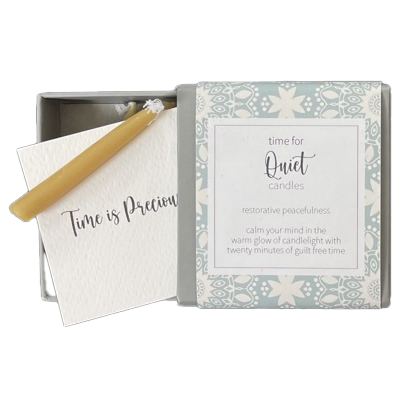 Time is Precious
time for
Quiet
candles
restorative peacefulness
calm your mind in the
warm glow of candlelight with
twenty minutes of guilt free time